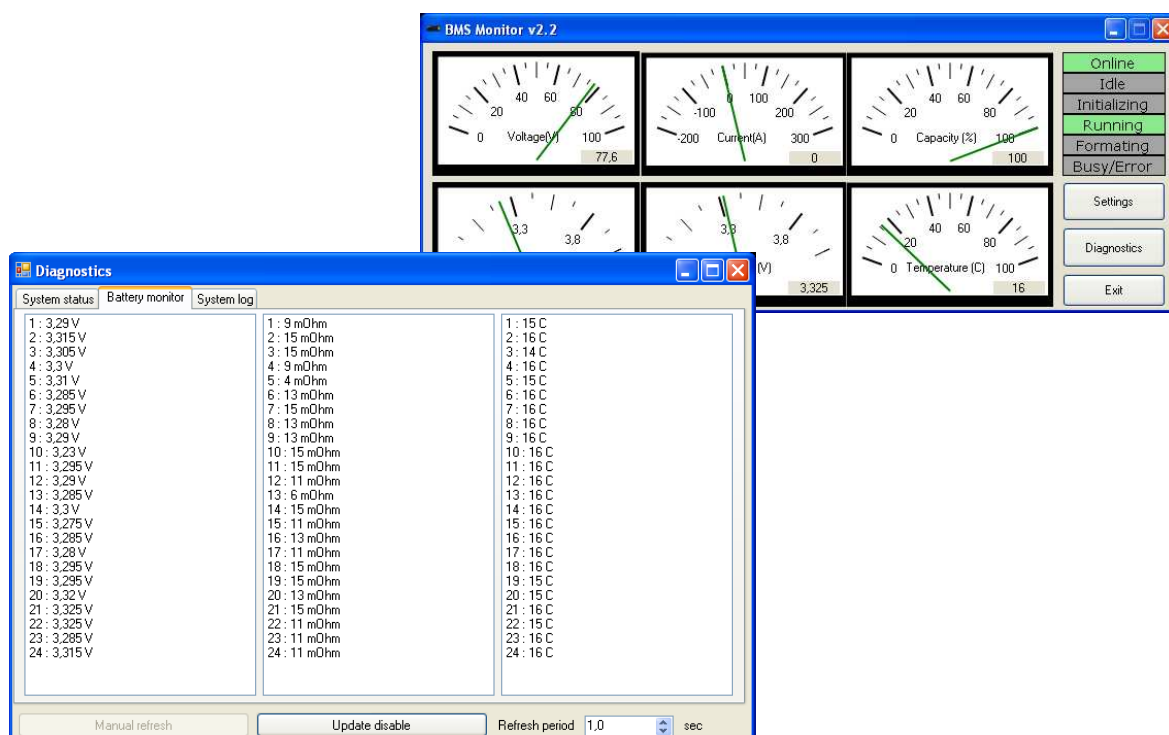 BMS Monitor v2.2
0 20 40 60 80 100
Voltage(V)
77,6
-200 -100 0 100 200 300
Current(A)
0
0 20 40 60 80 100
Capacity (%)
100
Online
Idle
Initializing
Running
Formating
Busy/Error
3,3 3,8
3,3 3,8
(V)
3,325
0 20 40 60 80 100
Temperature (C)
16
Settings
Diagnostics
Exit
Diagnostics
System status Battery monitor System log
1 : 3,29 V
2 : 3,315 V
3 : 3,305 V
4 : 3,3 V
5 : 3,31 V
6 : 3,285 V
7 : 3,295 V
8 : 3,28 V
9 : 3,29 V
10 : 3,23 V
11 : 3,295 V
12 : 3,29 V
13 : 3,285 V
14 : 3,3 V
15 : 3,275 V
16 : 3,285 V
17 : 3,28 V
18 : 3,295 V
19 : 3,295 V
20 : 3,32 V
21 : 3,325 V
22 : 3,325 V
23 : 3,285 V
24 : 3,315 V
1 : 9 mOhm
2 : 15 mOhm
3 : 15 mOhm
4 : 9 mOhm
5 : 4 mOhm
6 : 13 mOhm
7 : 15 mOhm
8 : 13 mOhm
9 : 13 mOhm
10 : 15 mOhm
11 : 15 mOhm
12 : 11 mOhm
13 : 6 mOhm
14 : 15 mOhm
15 : 11 mOhm
16 : 13 mOhm
17 : 11 mOhm
18 : 15 mOhm
19 : 15 mOhm
20 : 13 mOhm
21 : 15 mOhm
22 : 11 mOhm
23 : 11 mOhm
24 : 11 mOhm
1 : 15 C
2 : 16 C
3 : 14 C
4 : 16 C
5 : 15 C
6 : 16 C
7 : 16 C
8 : 16 C
9 : 16 C
10 : 16 C
11 : 16 C
12 : 16 C
13 : 16 C
14 : 16 C
15 : 16 C
16 : 16 C
17 : 16 C
18 : 16 C
19 : 15 C
20 : 15 C
21 : 16 C
22 : 15 C
23 : 16 C
24 : 16 C
Manual refresh
Update disable
Refresh period 1,0 sec